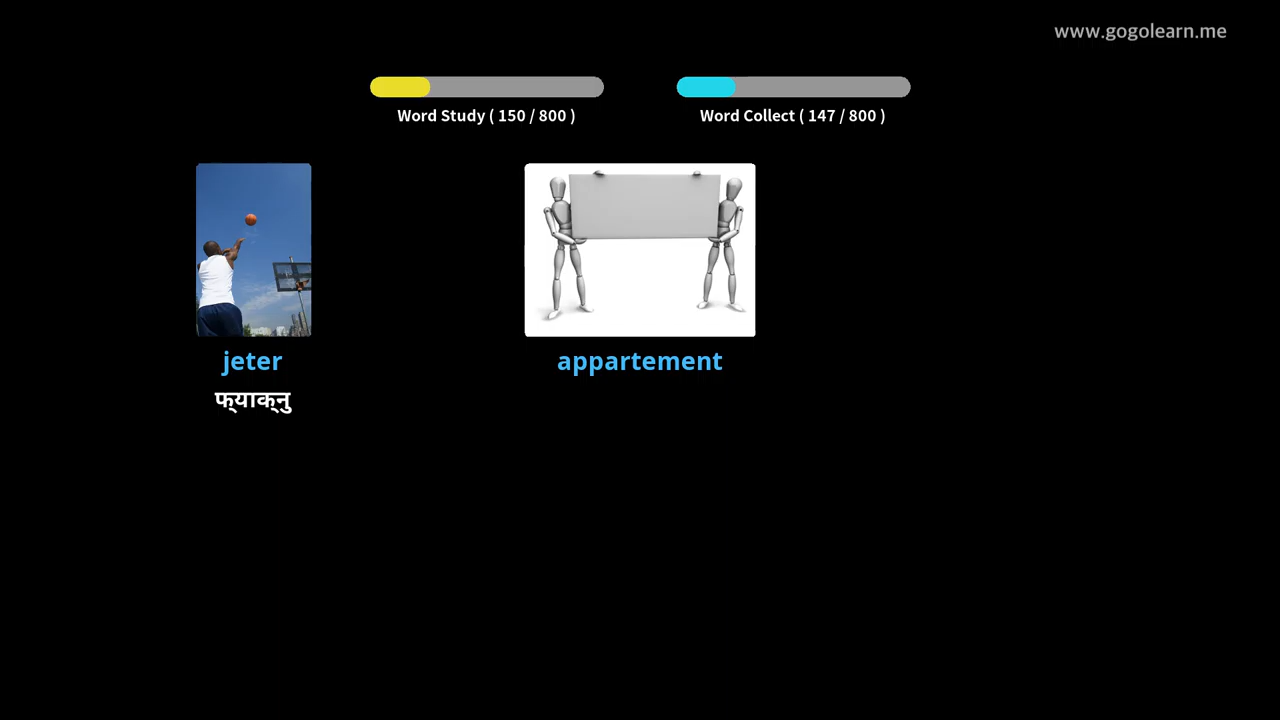 www.gogolearn.me
Word Study ( 150 / 800 )
Word Collect ( 147 / 800 )
jeter
appartement
फ्याक्नु